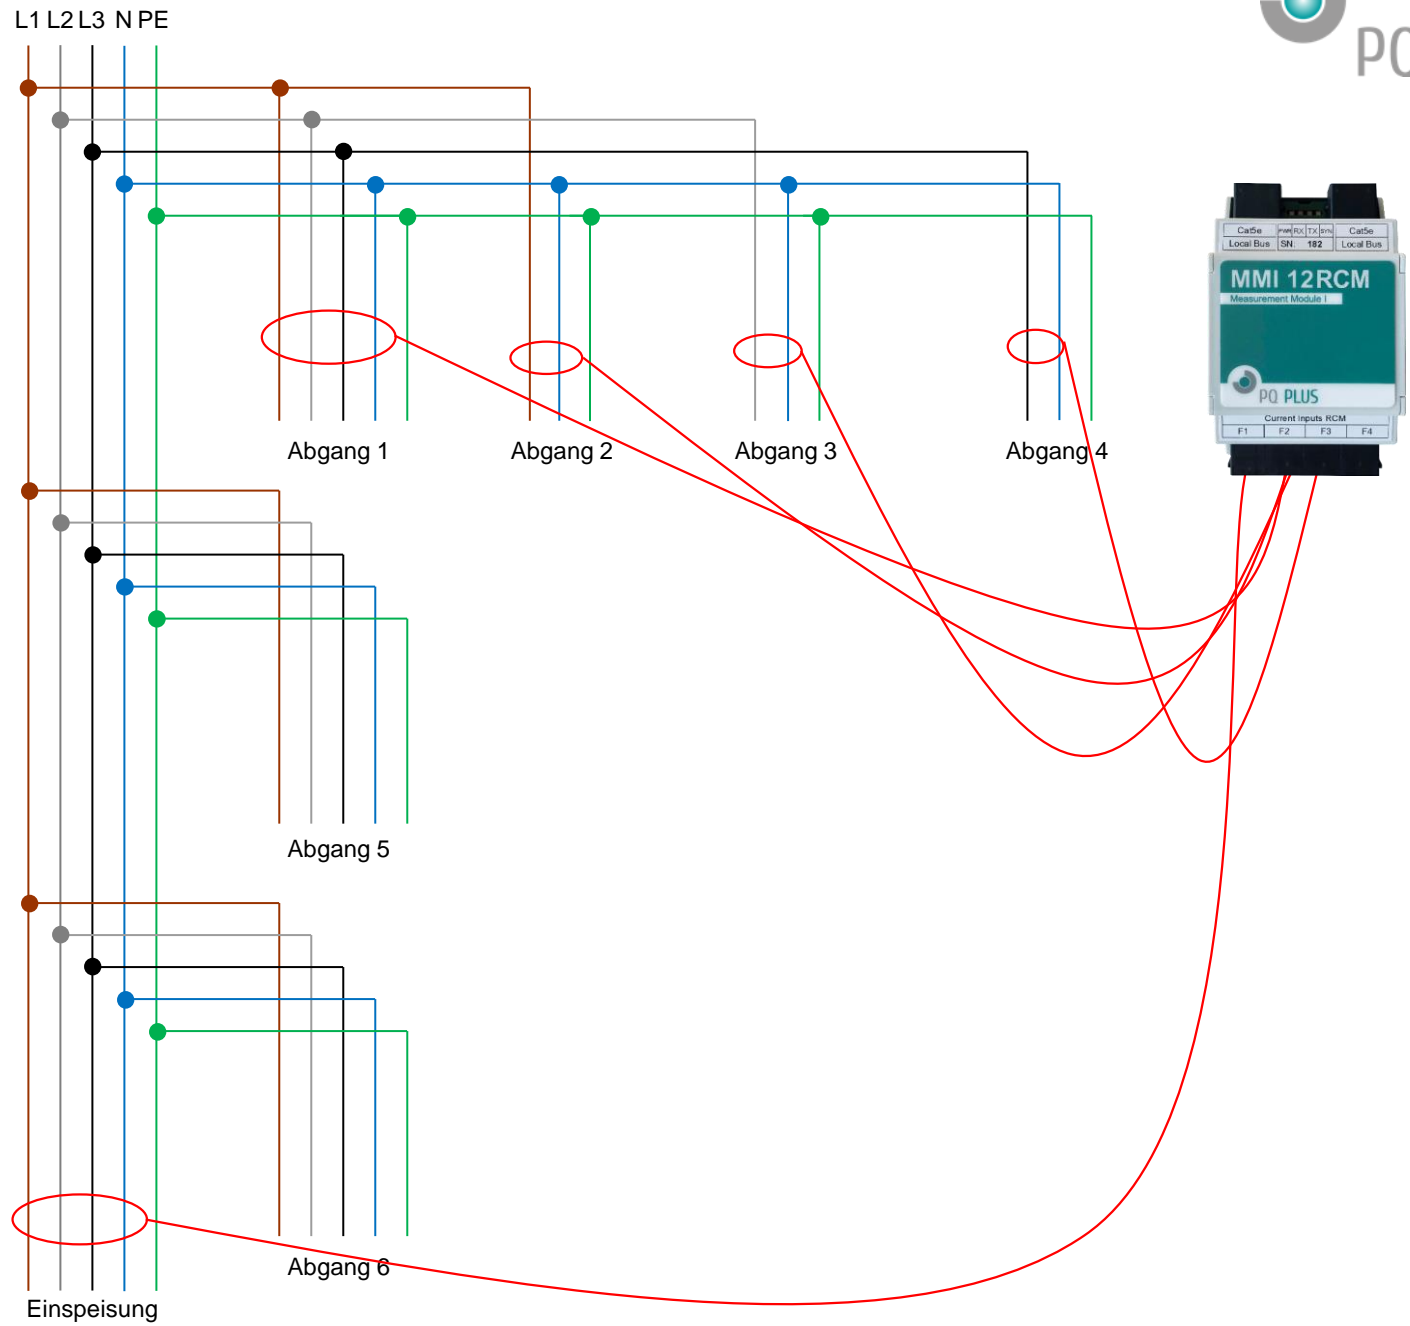 L1 L2 L3 N PE
PQ
Cat5e PWR RX TX SYN Cat5e
Local Bus SN: 182 Local Bus
MMI 12RCM
Measurement Module I
PQ PLUS
Current Inputs RCM
F1 F2 F3 F4
Abgang 1 Abgang 2 Abgang 3 Abgang 4
Abgang 5
Abgang 6
Einspeisung